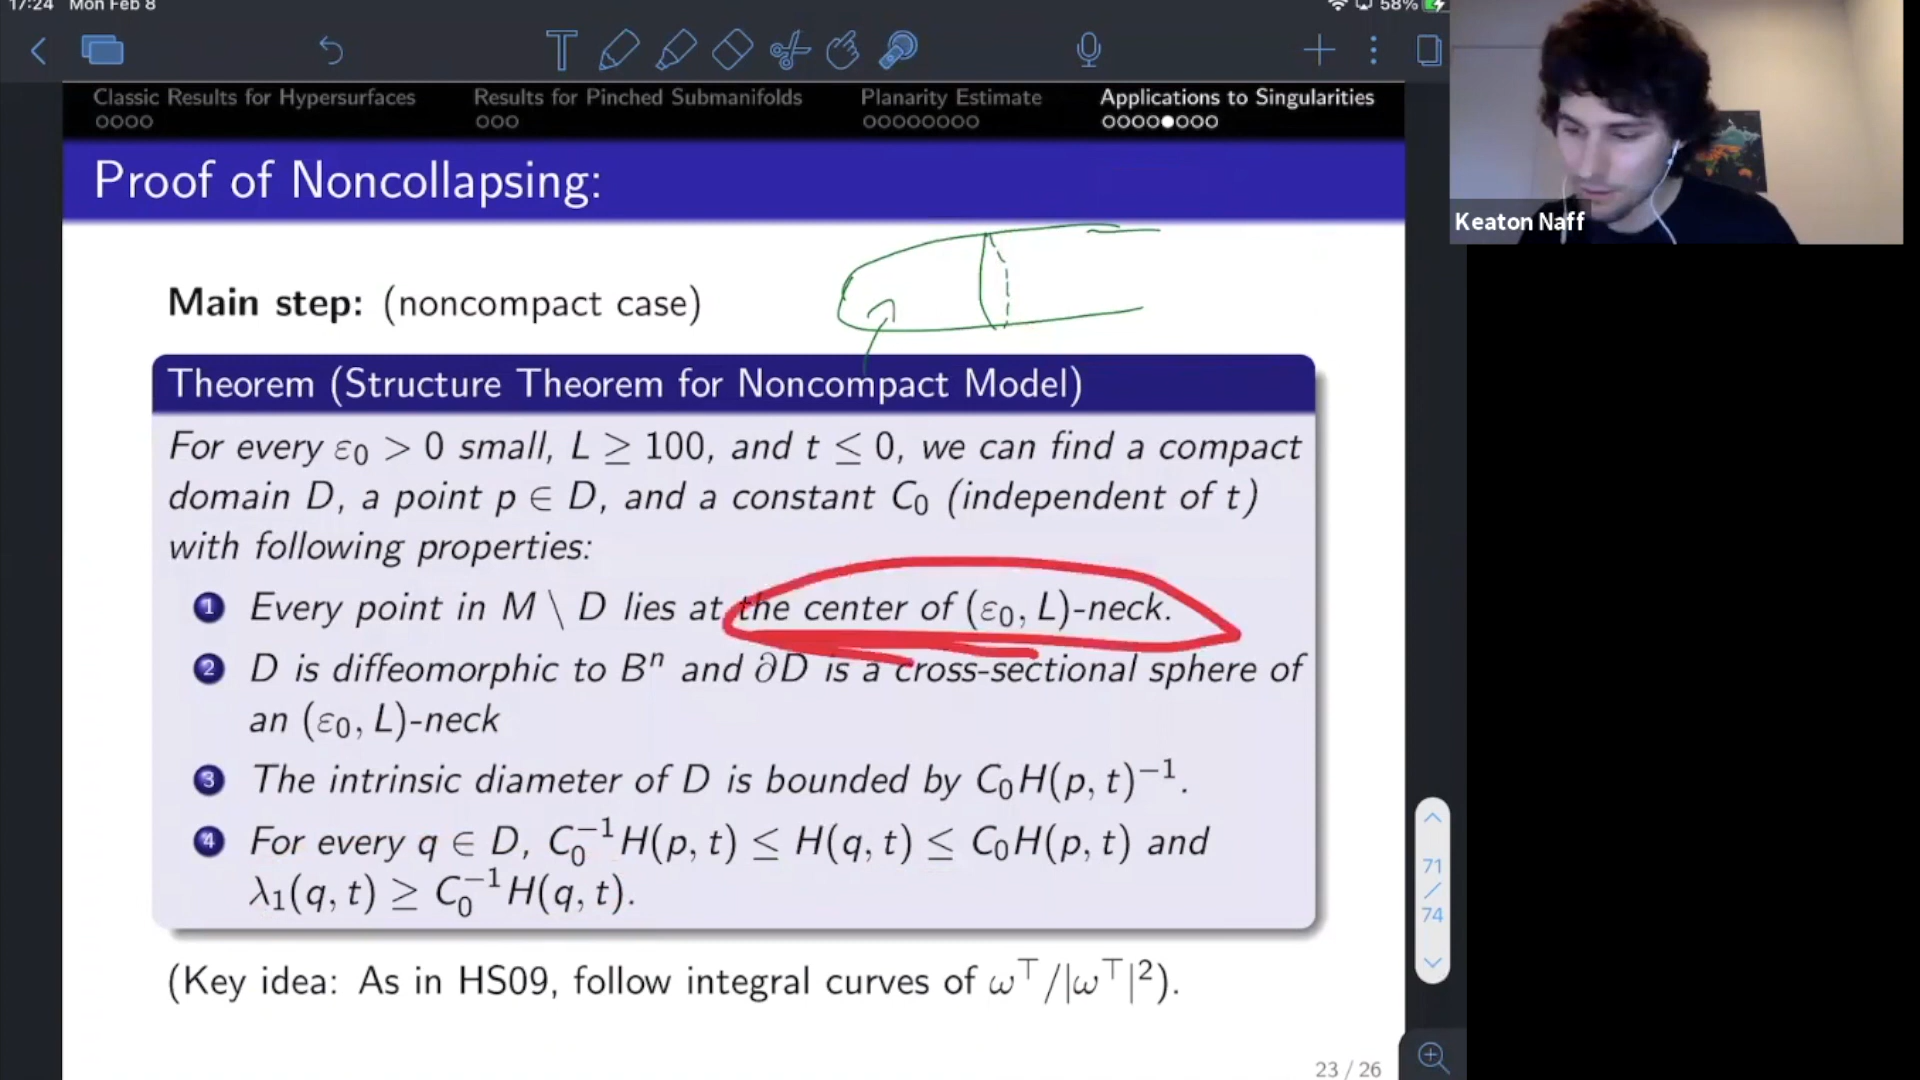 17:24 Mon Feb 8
58%
Classic Results for Hypersurfaces
Results for Pinched Submanifolds
Planarity Estimate
Applications to Singularities
Proof of Noncollapsing:
Keaton Naff
Main step: (noncompact case)
Theorem (Structure Theorem for Noncompact Model)
For every ε₀ > 0 small, L ≥ 100, and t ≤ 0, we can find a compact
domain D, a point p ∈ D, and a constant C₀ (independent of t)
with following properties:
1 Every point in M \ D lies at the center of (ε₀, L)-neck.
2 D is diffeomorphic to Bⁿ and ∂D is a cross-sectional sphere of
an (ε₀, L)-neck
3 The intrinsic diameter of D is bounded by C₀H(p, t)⁻¹.
4 For every q ∈ D, C₀⁻¹H(p, t) ≤ H(q, t) ≤ C₀H(p, t) and
λ₁(q, t) ≥ C₀⁻¹H(q, t).
(Key idea: As in HS09, follow integral curves of ω⊤/|ω⊤|²).
71
/
74
23 / 26